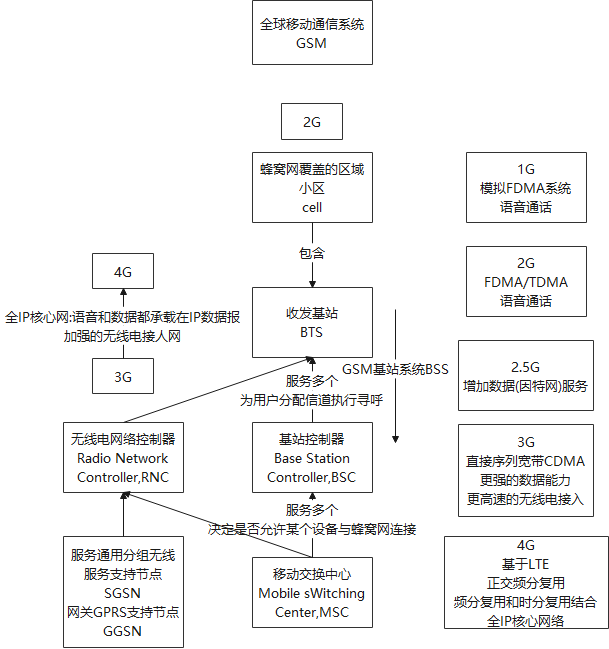 全球移动通信系统
GSM
2G
蜂窝网覆盖的区域
小区
cell
包含
收发基站
BTS
4G
全IP核心网:语音和数据都承载在IP数据报
加强的无线电接人网
3G
GSM基站系统BSS
服务多个
为用户分配信道执行寻呼
无线电网络控制器
Radio Network
Controller,RNC
基站控制器
Base Station
Controller,BSC
服务多个
决定是否允许某个设备与蜂窝网连接
服务通用分组无线
服务支持节点
SGSN
网关GPRS支持节点
GGSN
移动交换中心
Mobile sWitching
Center,MSC
1G
模拟FDMA系统
语音通话
2G
FDMA/TDMA
语音通话
2.5G
增加数据(因特网)服务
3G
直接序列宽带CDMA
更强的数据能力
更高速的无线电接入
4G
基于LTE
正交频分复用
频分复用和时分复用结合
全IP核心网络